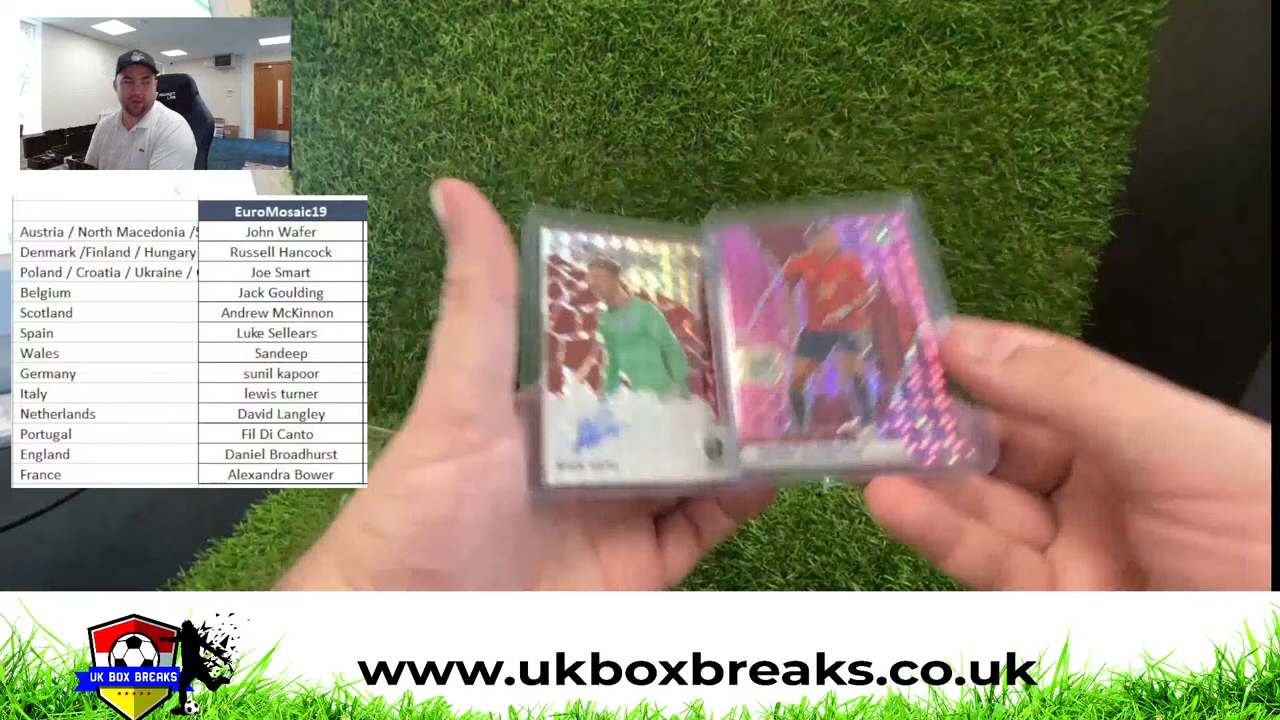 EuroMosaic19
Austria / North Macedonia /S John Wafer
Denmark /Finland / Hungary Russell Hancock
Poland / Croatia / Ukraine / Joe Smart
Belgium Jack Goulding
Scotland Andrew McKinnon
Spain Luke Sellears
Wales Sandeep
Germany sunil kapoor
Italy lewis turner
Netherlands David Langley
Portugal Fil Di Canto
England Daniel Broadhurst
France Alexandra Bower
UK BOX BREAKS
www.ukboxbreaks.co.uk